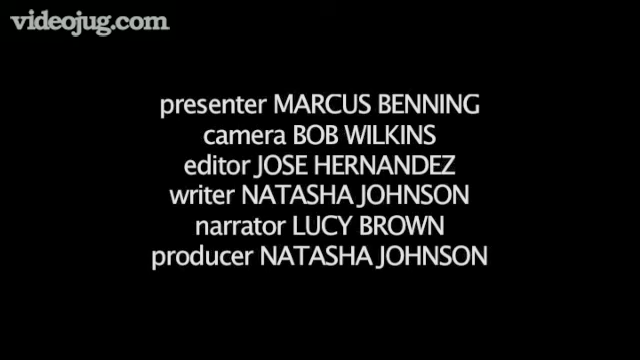 videojug.com
presenter MARCUS BENNING
camera BOB WILKINS
editor JOSE HERNANDEZ
writer NATASHA JOHNSON
narrator LUCY BROWN
producer NATASHA JOHNSON